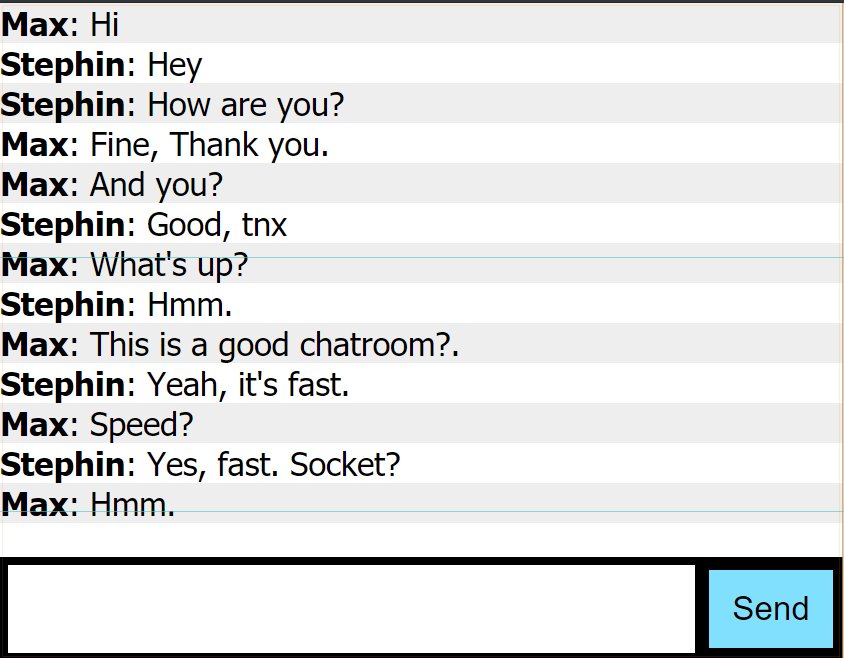 Max: Hi
Stephin: Hey
Stephin: How are you?
Max: Fine, Thank you.
Max: And you?
Stephin: Good, tnx
Max: What's up?
Stephin: Hmm.
Max: This is a good chatroom?.
Stephin: Yeah, it's fast.
Max: Speed?
Stephin: Yes, fast. Socket?
Max: Hmm.
Send